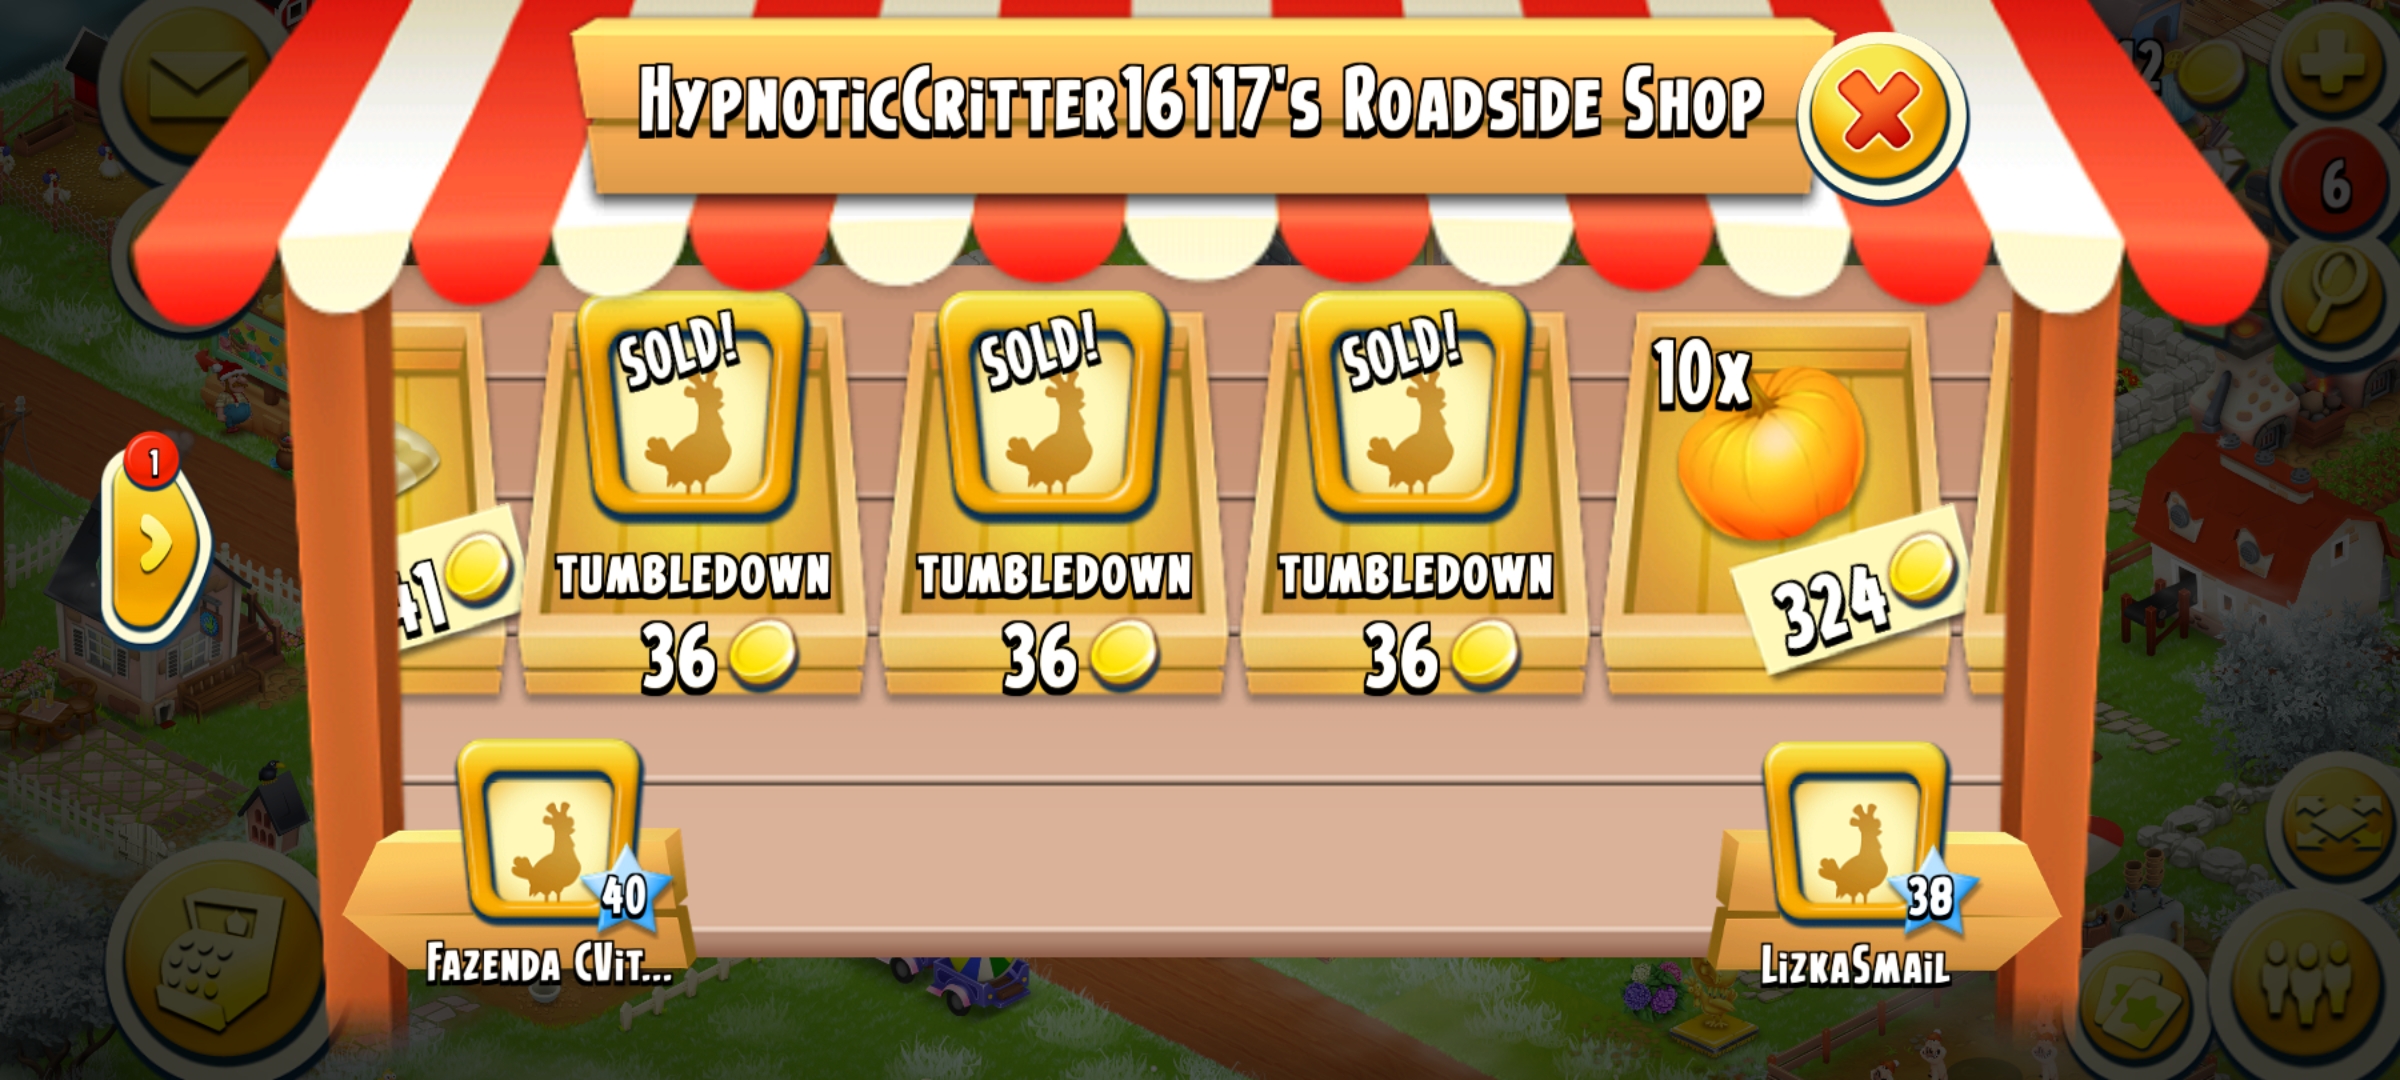 HypnoticCritter16117's Roadside Shop
6
1
SOLD!
SOLD!
SOLD!
10x
TUMBLEDOWN
TUMBLEDOWN
TUMBLEDOWN
324
36
36
36
40
38
Fazenda CVit...
LizkaSmail